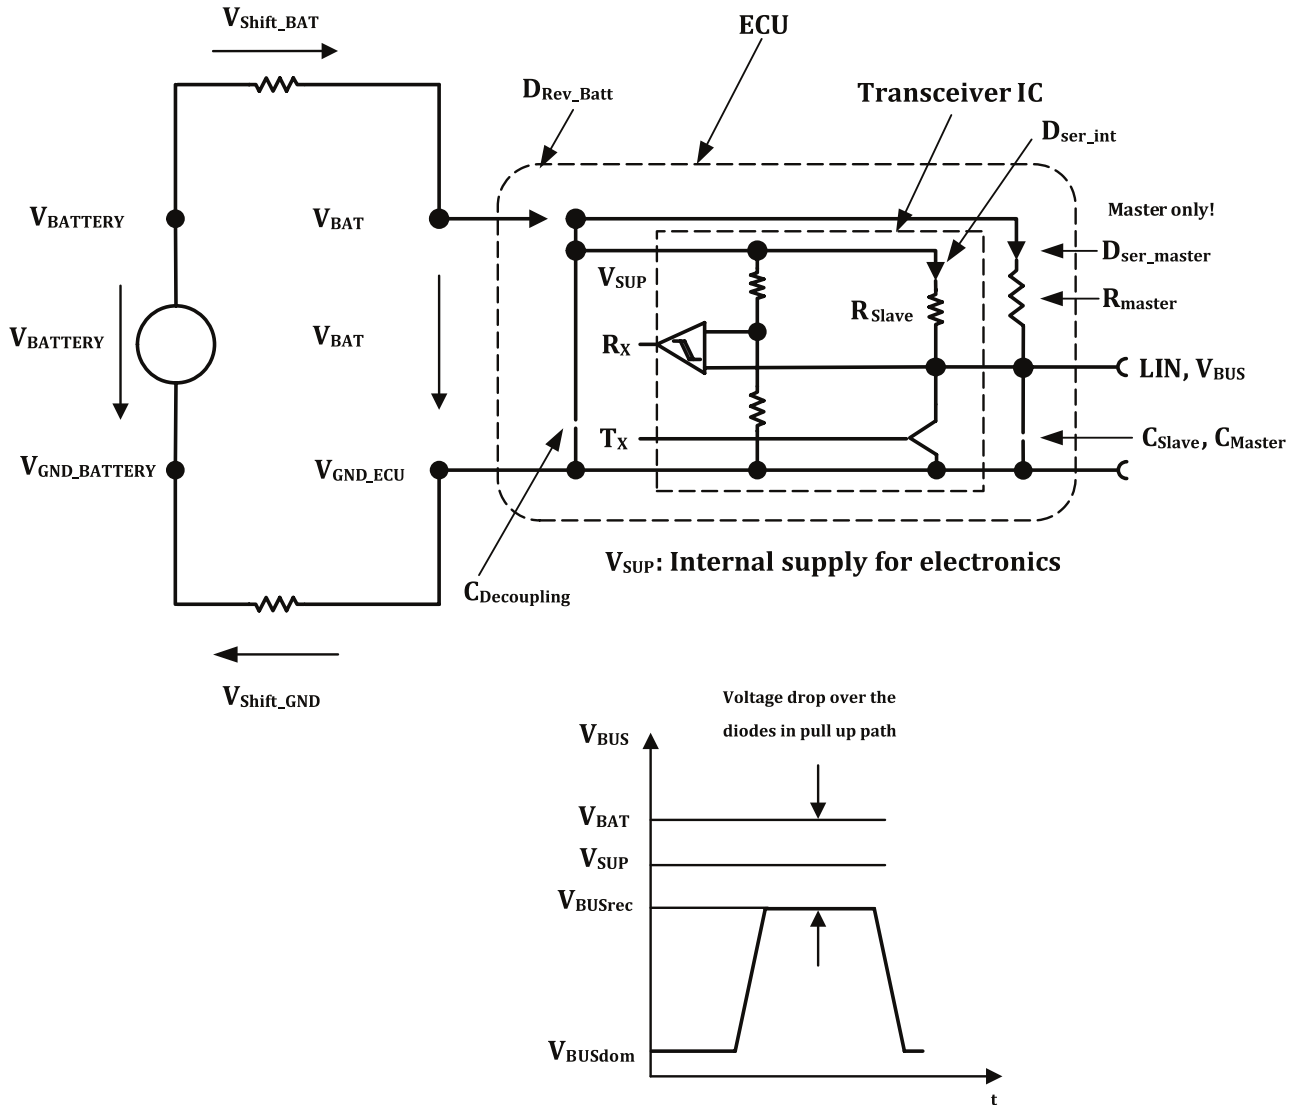 VShift_BAT
ECU
DRev_Batt
Transceiver IC
Dser_int
VBATTERY
VBAT
Master only!
Dser_master
VSUP
RSlave
Rmaster
VBATTERY
VBAT
RX
LIN, VBUS
TX
CSlave, CMaster
VGND_BATTERY
VGND_ECU
VSUP: Internal supply for electronics
CDecoupling
VShift_GND
Voltage drop over the
diodes in pull up path
VBUS
VBAT
VSUP
VBUSrec
VBUSdom
t